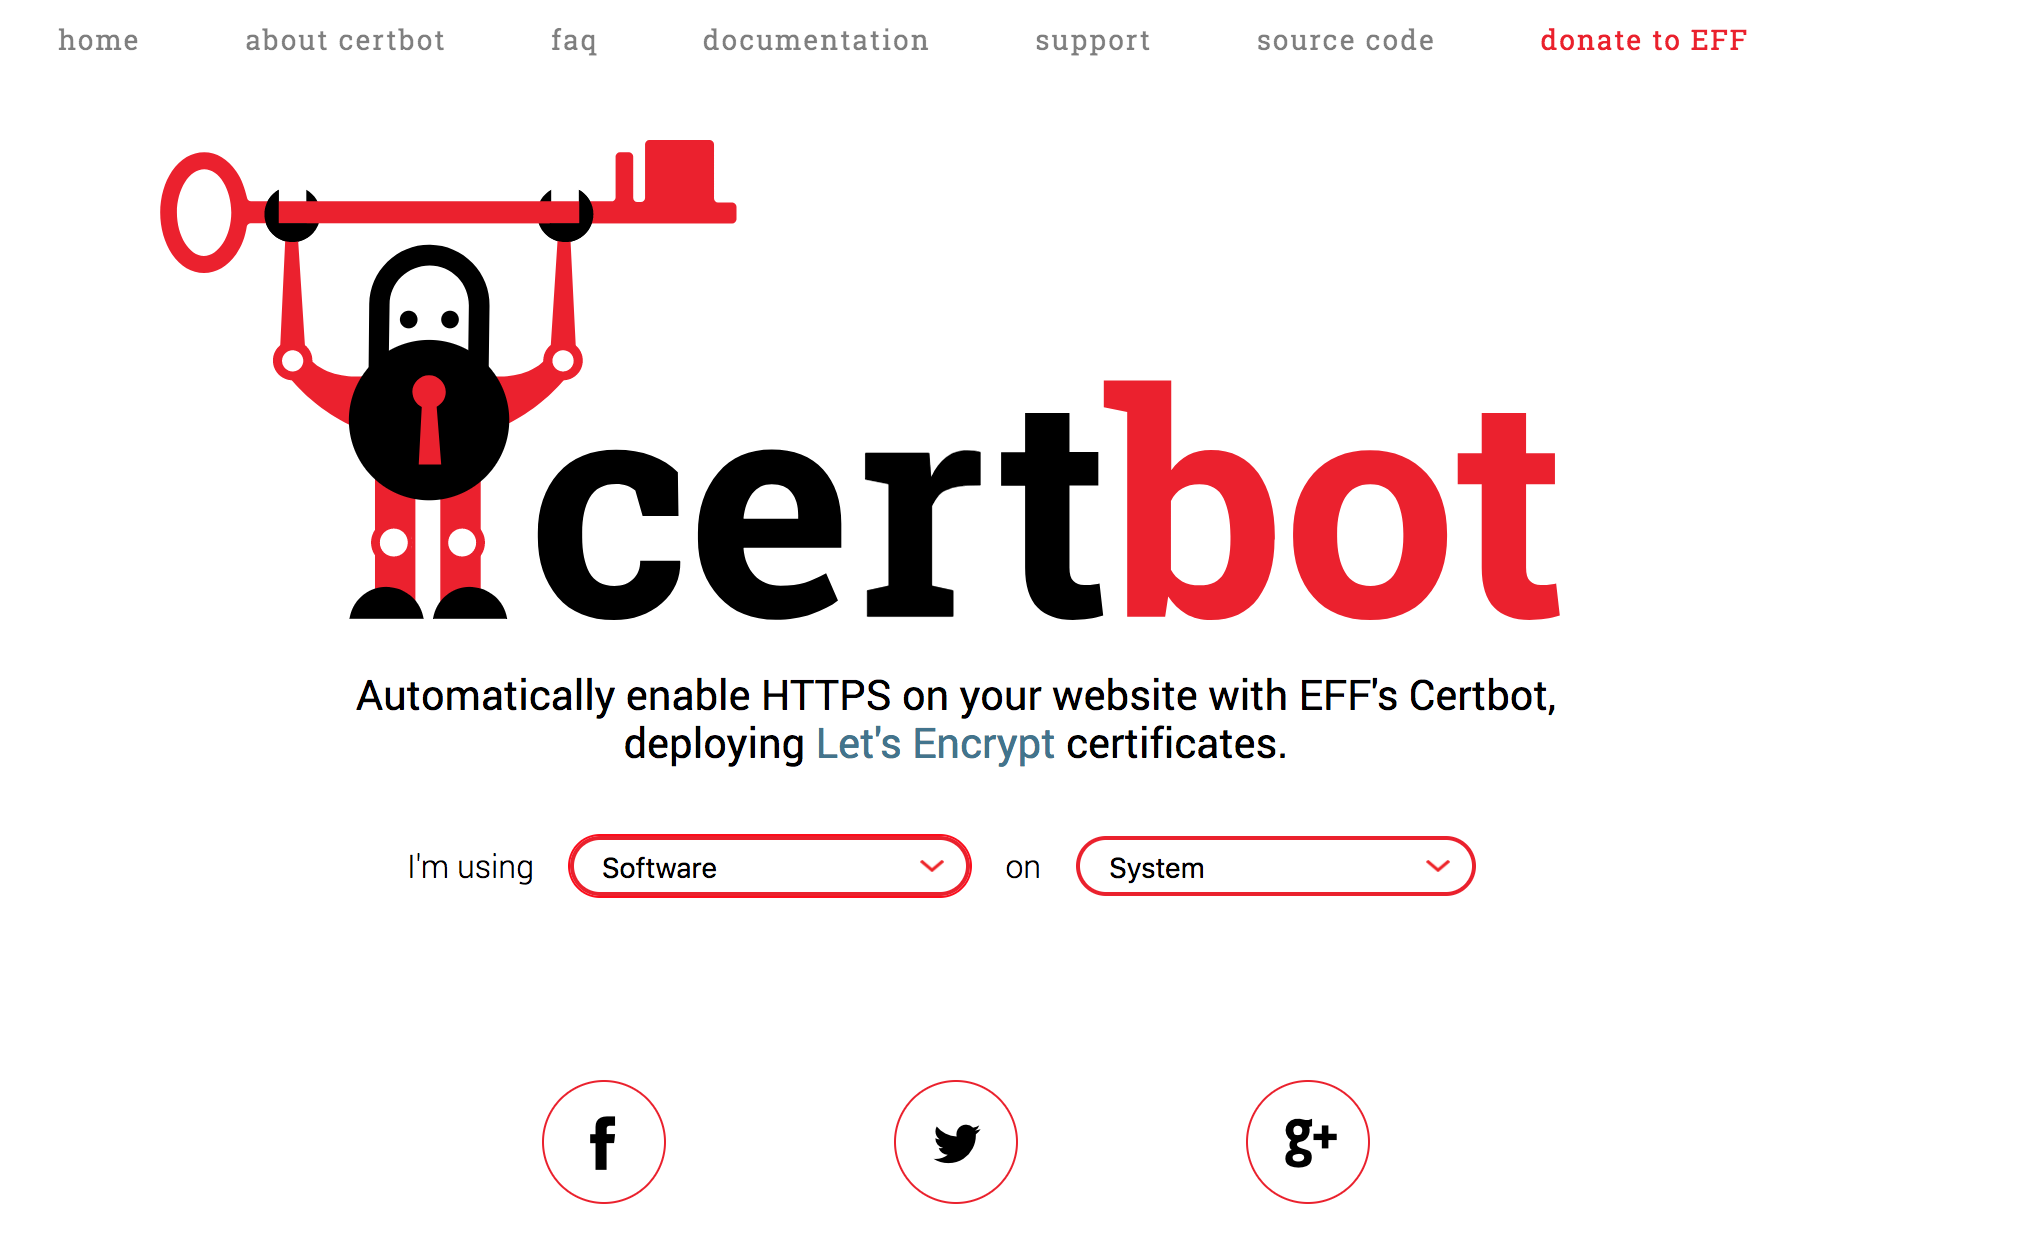 home about certbot faq documentation support source code donate to EFF
certbot
Automatically enable HTTPS on your website with EFF's Certbot,
deploying Let's Encrypt certificates.
I'm using Software on System
f g+